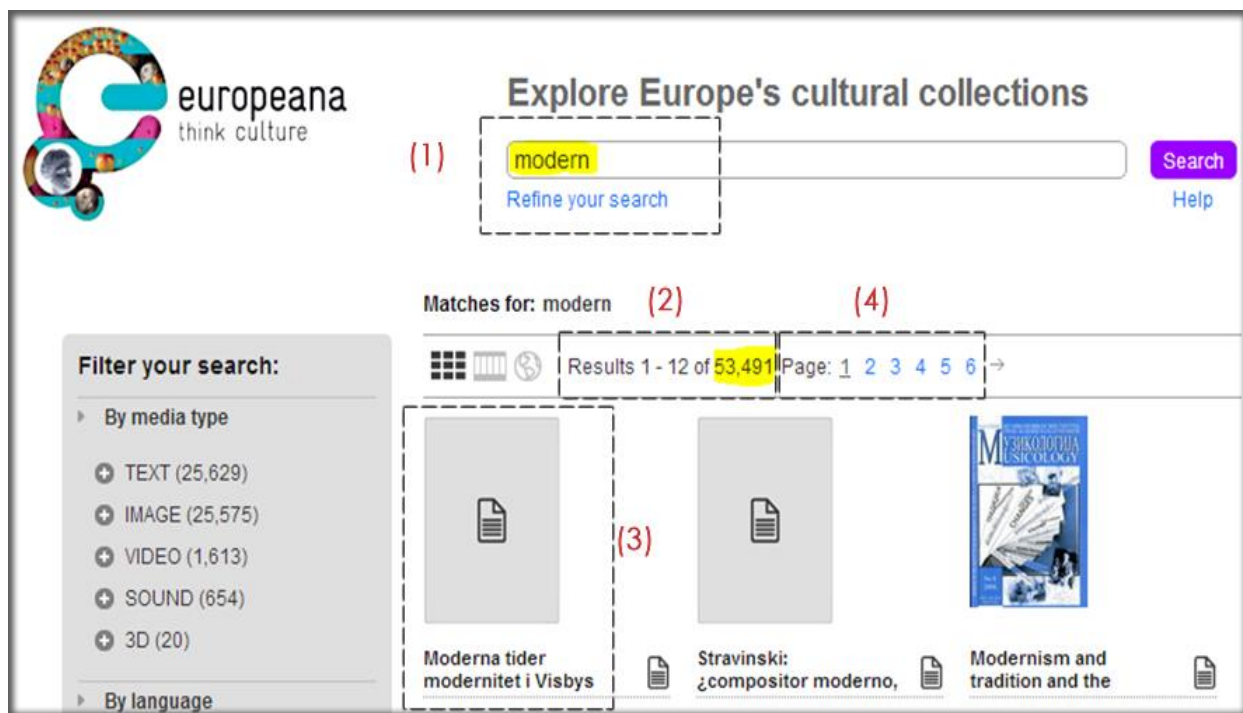 europeana
think culture
Explore Europe's cultural collections
(1)
modern
Search
Refine your search
Help
Matches for: modern
(2)
(4)
Results 1 - 12 of 53,491
Page: 1 2 3 4 5 6 →
Filter your search:
By media type
TEXT (25,629)
IMAGE (25,575)
VIDEO (1,613)
SOUND (654)
3D (20)
By language
(3)
МУЗИКОЛОГИЈА
MUSICOLOGY
Moderna tider
modernitet i Visbys
Stravinski:
¿compositor moderno,
Modernism and
tradition and the